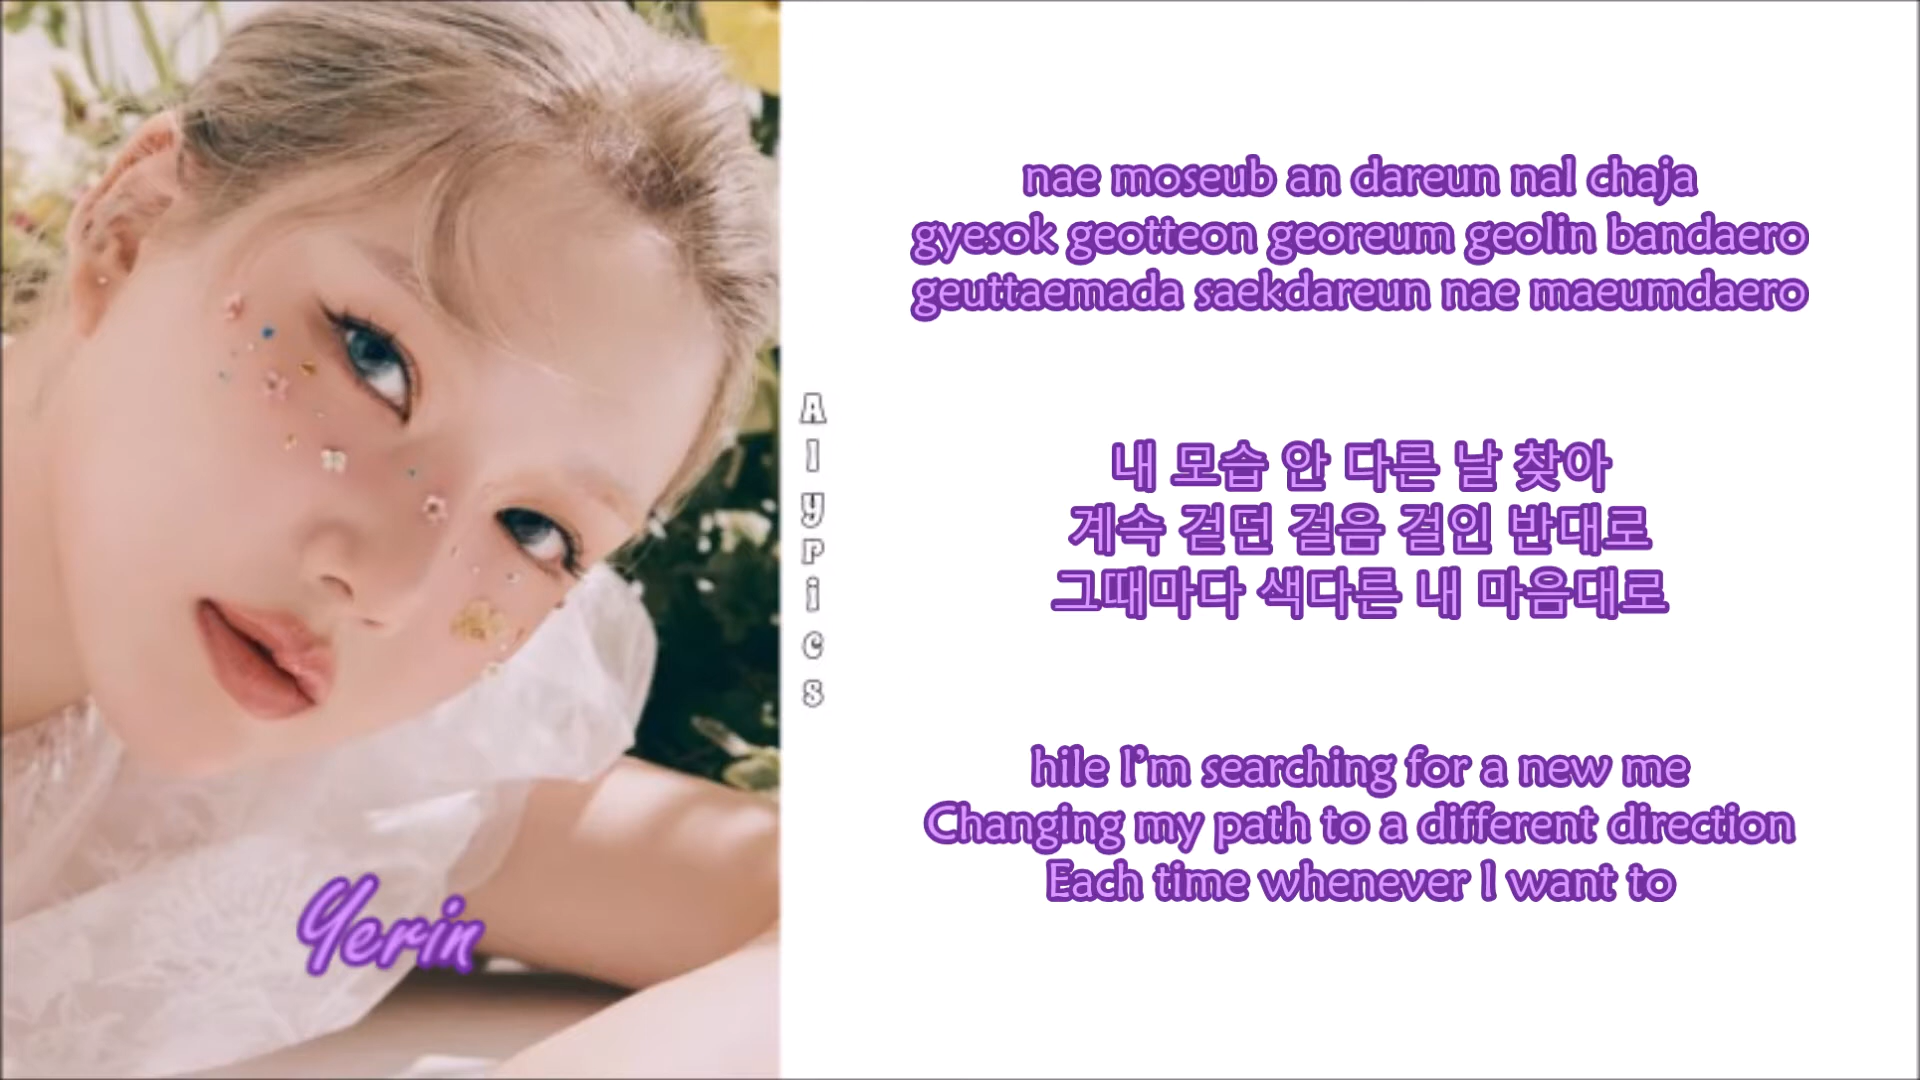 nae moseub an dareun nal chaja
gyesok geotteon georeum geolin bandaero
geuttaemada saekdareun nae maeumdaero
Alyrics
내 모습 안 다른 날 찾아
계속 걷던 걸음 걸인 반대로
그때마다 색다른 내 마음대로
hile I'm searching for a new me
Changing my path to a different direction
Each time whenever I want to
Yerin